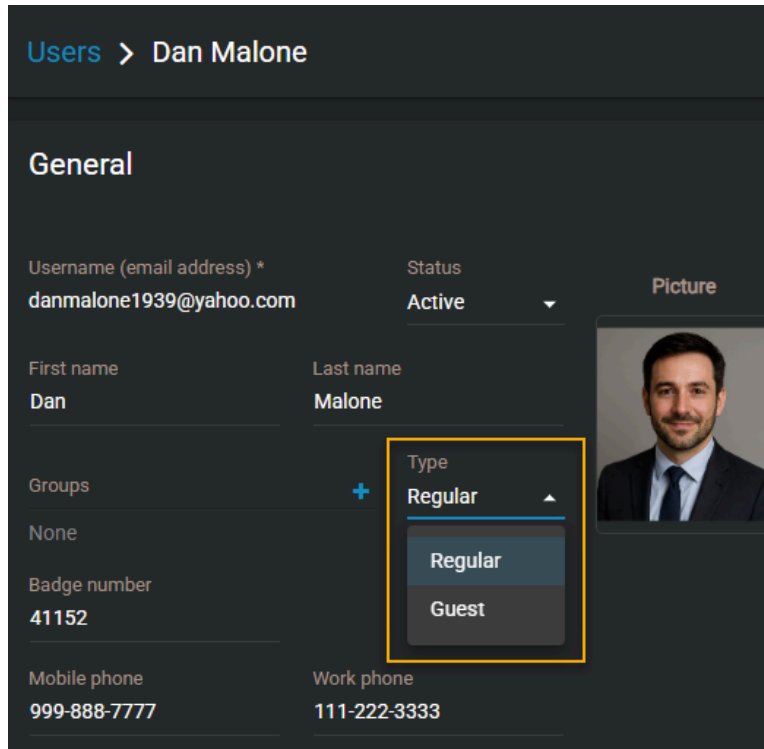 Users > Dan Malone
General
Username (email address) * Status
danmalone1939@yahoo.com Active
Picture
First name Last name
Dan Malone
Groups + Type
Regular
None
Regular
Guest
Badge number
41152
Mobile phone Work phone
999-888-7777 111-222-3333